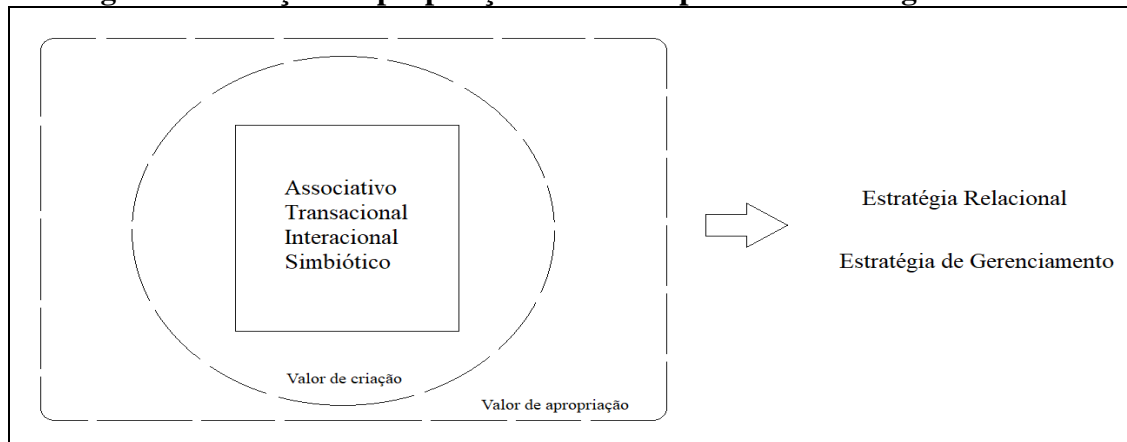 Associativo
Transacional
Interacional
Simbiótico
Valor de criação
Valor de apropriação
Estratégia Relacional
Estratégia de Gerenciamento